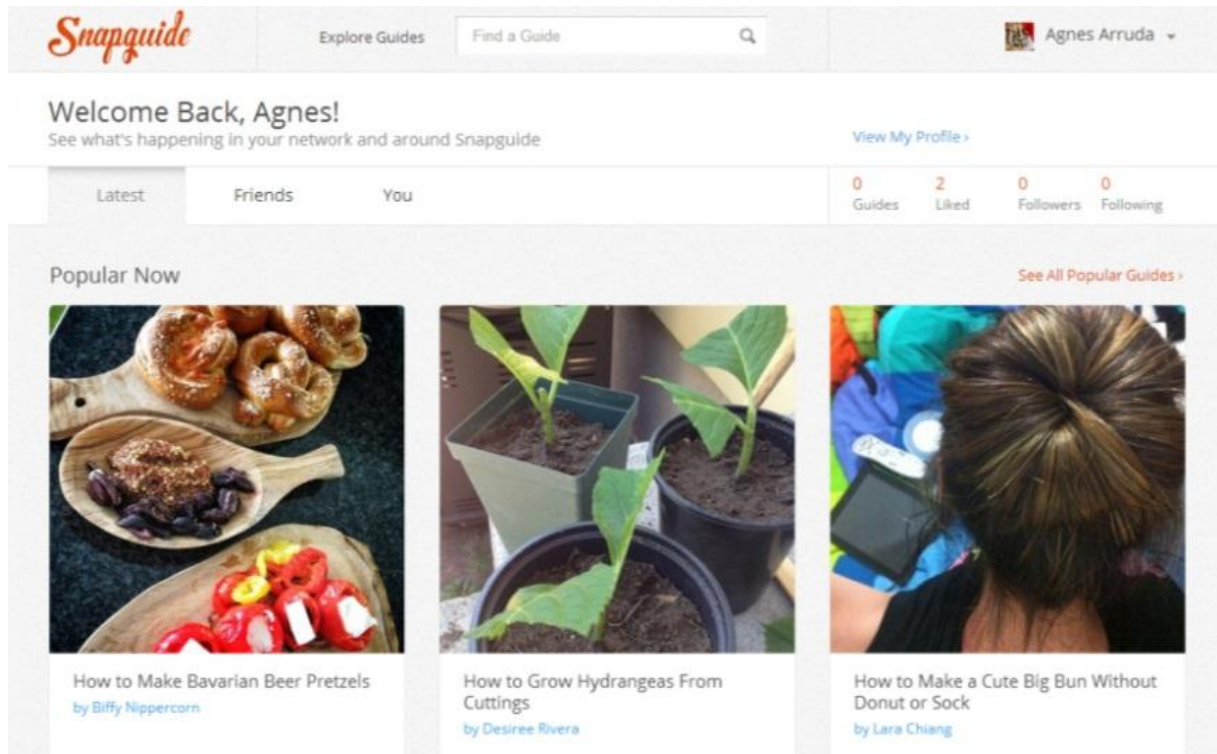 Snapguide
Explore Guides
Find a Guide
Agnes Arruda
Welcome Back, Agnes!
See what's happening in your network and around Snapguide
View My Profile ›
Latest
Friends
You
0
Guides
2
Liked
0
Followers
0
Following
Popular Now
See All Popular Guides ›
How to Make Bavarian Beer Pretzels
by Biffy Nippercorn
How to Grow Hydrangeas From
Cuttings
by Desiree Rivera
How to Make a Cute Big Bun Without
Donut or Sock
by Lara Chiang